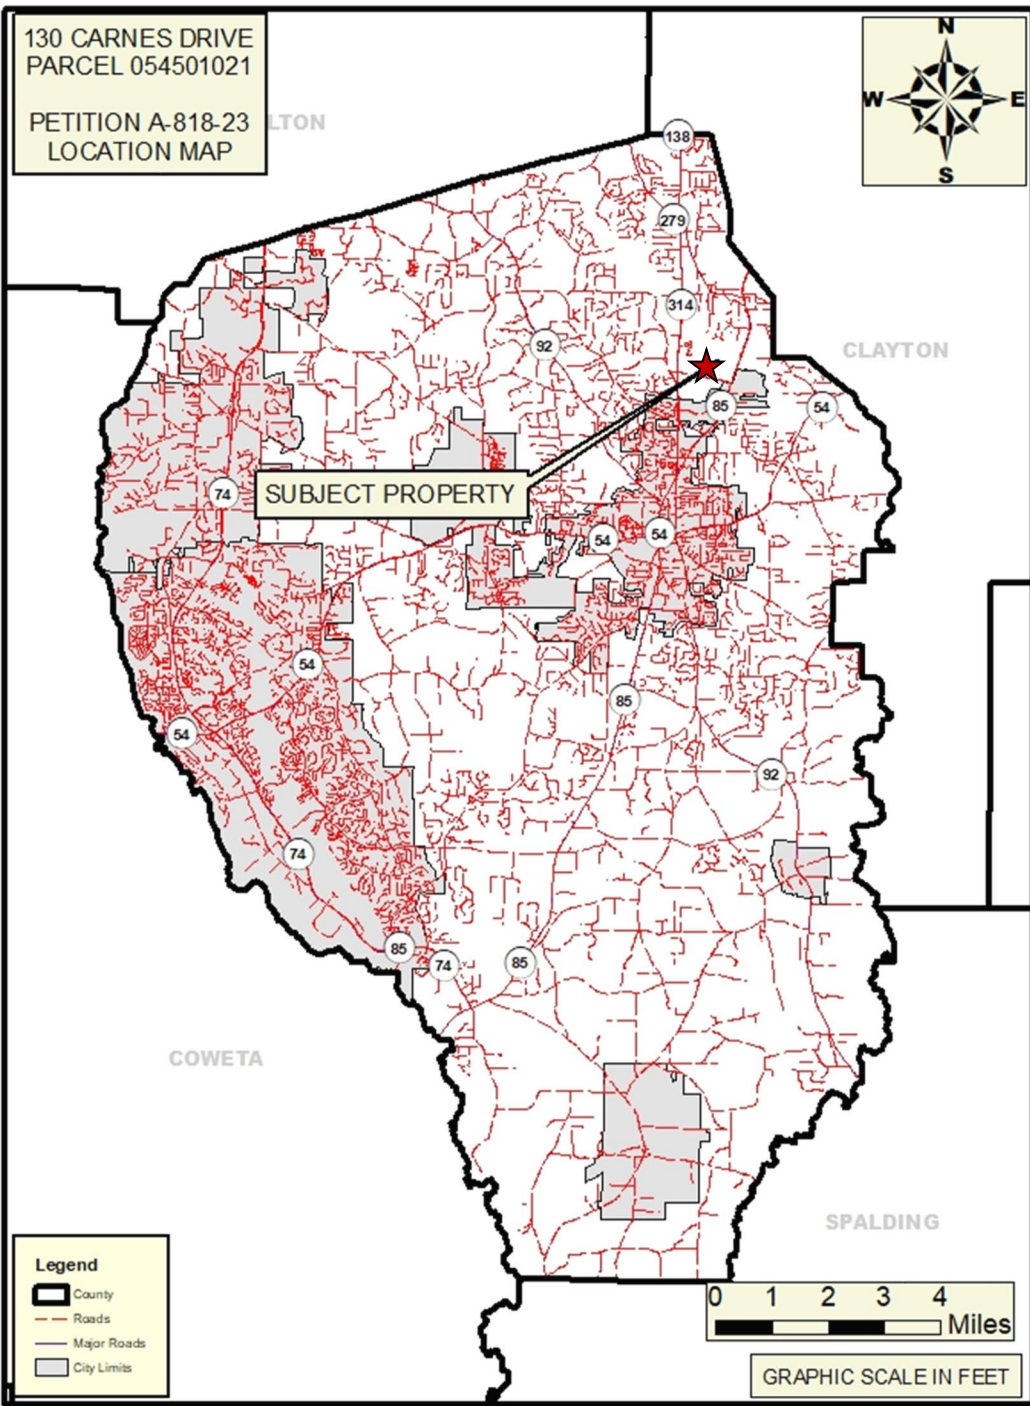 130 CARNES DRIVE
PARCEL 054501021
PETITION A-818-23
LOCATION MAP
LTON
N
W
E
S
138
279
314
92
CLAYTON
85
54
74
SUBJECT PROPERTY
54
54
54
85
54
92
74
85
74
85
COWETA
SPALDING
Legend
County
Roads
Major Roads
City Limits
0 1 2 3 4
Miles
GRAPHIC SCALE IN FEET